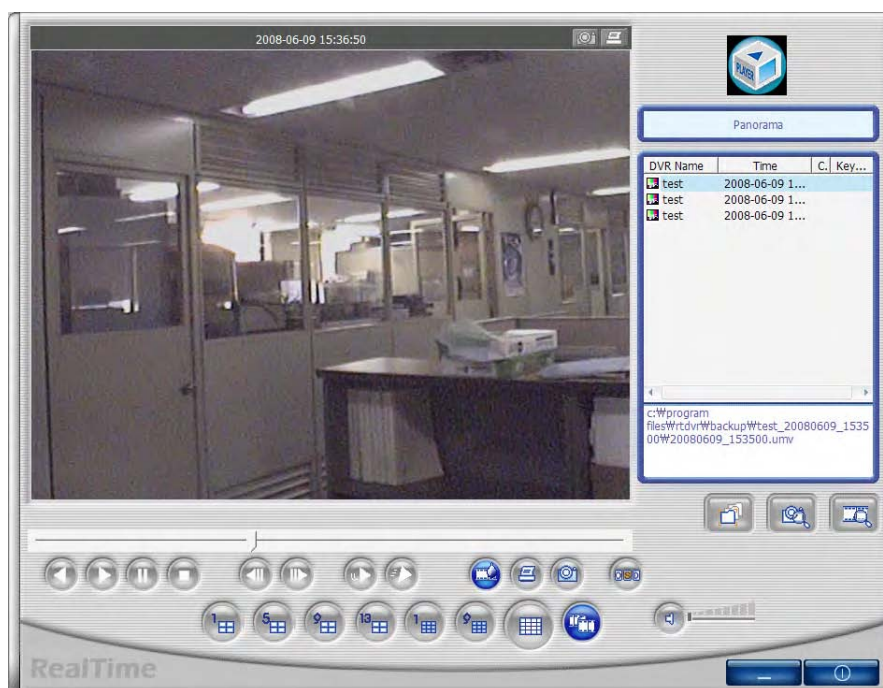 2008-06-09 15:36:50
PLAYER
Panorama
DVR Name Time C. Key...
test 2008-06-09 1...
test 2008-06-09 1...
test 2008-06-09 1...
c:₩program
files₩rtdvr₩backup₩test_20080609_1535
00₩20080609_153500.umv
1 5 9 13 1 9
RealTime